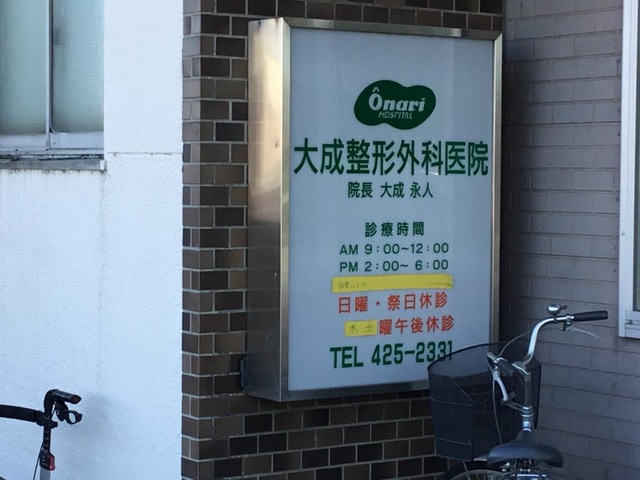 Ônari
HOSPITAL
大成整形外科医院
院長 大成 永人
診療時間
AM 9:00~12:00
PM 2:00~ 6:00
日曜・祭日休診
木 土 曜午後休診
TEL 425-2331